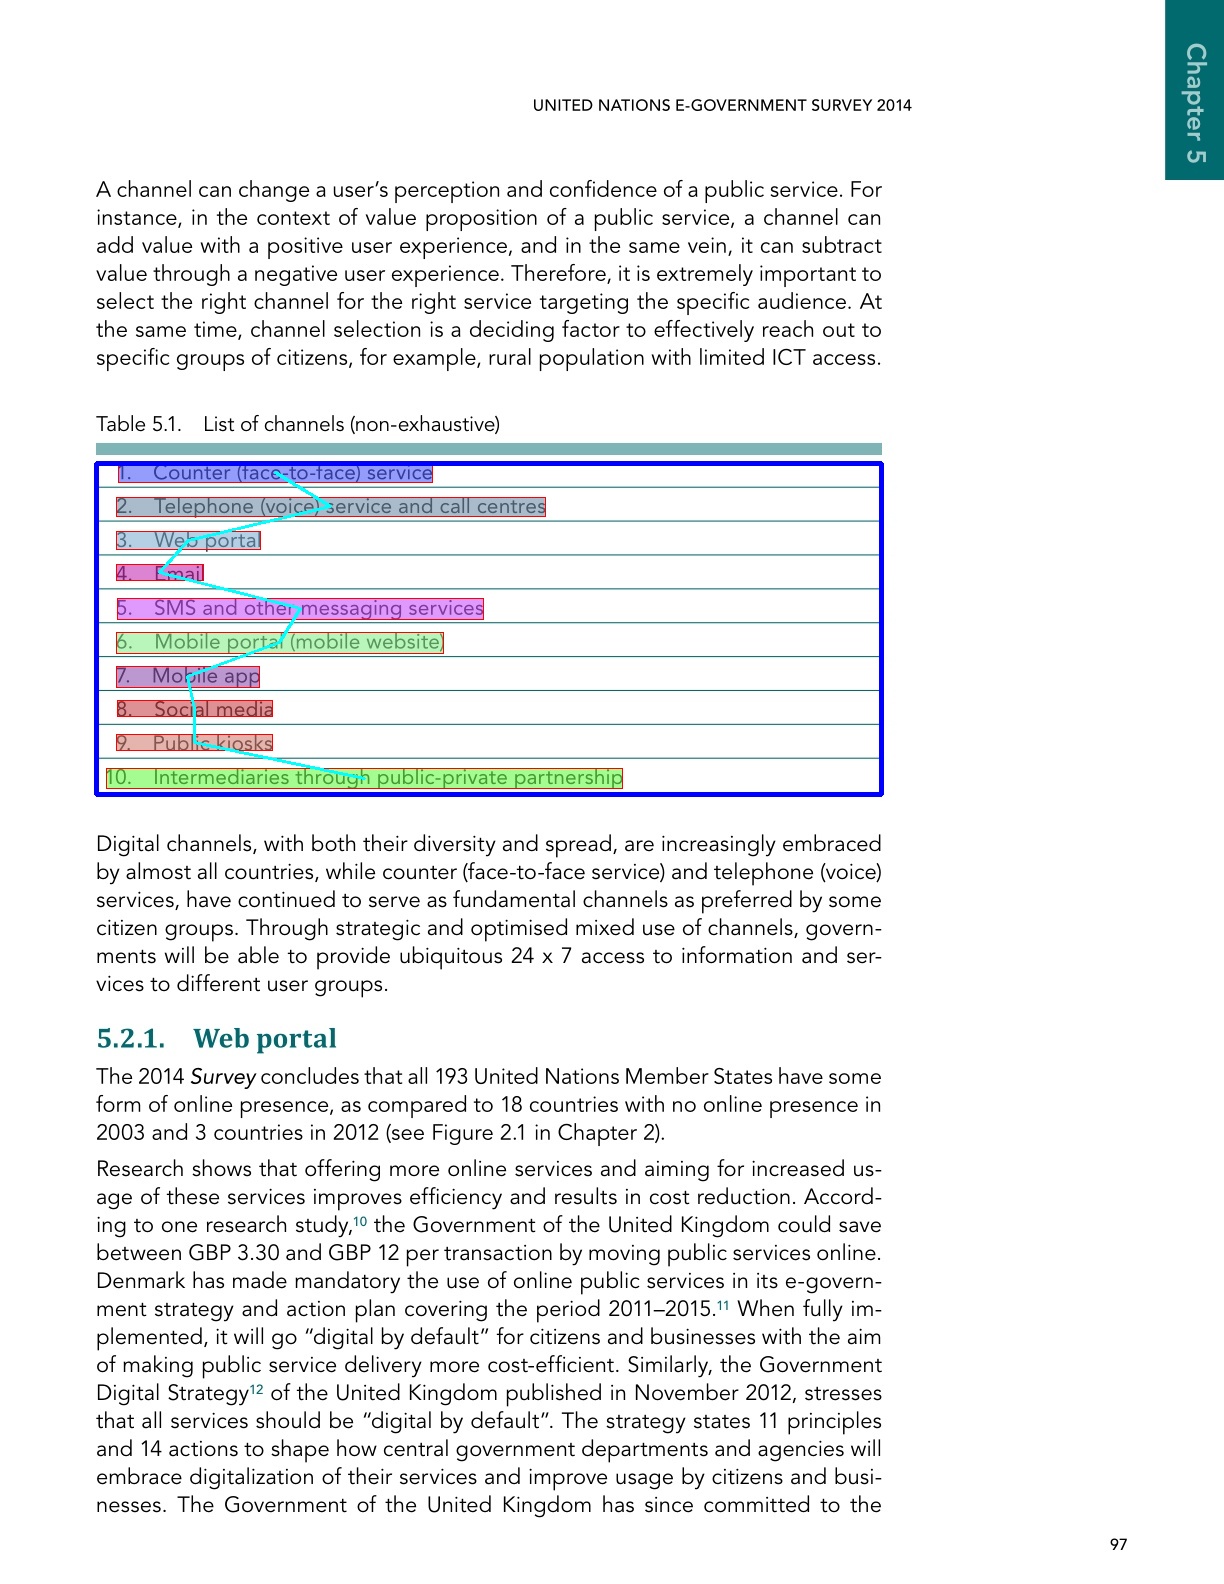 Chapter 5
UNITED NATIONS E-GOVERNMENT SURVEY 2014
A channel can change a user’s perception and confidence of a public service. For
instance, in the context of value proposition of a public service, a channel can
add value with a positive user experience, and in the same vein, it can subtract
value through a negative user experience. Therefore, it is extremely important to
select the right channel for the right service targeting the specific audience. At
the same time, channel selection is a deciding factor to effectively reach out to
specific groups of citizens, for example, rural population with limited ICT access.
Table 5.1. List of channels (non-exhaustive)
1. Counter (face-to-face) service
2. Telephone (voice) service and call centres
3. Web portal
4. Email
5. SMS and other messaging services
6. Mobile portal (mobile website)
7. Mobile app
8. Social media
9. Public kiosks
10. Intermediaries through public-private partnership
Digital channels, with both their diversity and spread, are increasingly embraced
by almost all countries, while counter (face-to-face service) and telephone (voice)
services, have continued to serve as fundamental channels as preferred by some
citizen groups. Through strategic and optimised mixed use of channels, govern-
ments will be able to provide ubiquitous 24 x 7 access to information and ser-
vices to different user groups.
5.2.1. Web portal
The 2014 Survey concludes that all 193 United Nations Member States have some
form of online presence, as compared to 18 countries with no online presence in
2003 and 3 countries in 2012 (see Figure 2.1 in Chapter 2).
Research shows that offering more online services and aiming for increased us-
age of these services improves efficiency and results in cost reduction. Accord-
ing to one research study,10 the Government of the United Kingdom could save
between GBP 3.30 and GBP 12 per transaction by moving public services online.
Denmark has made mandatory the use of online public services in its e-govern-
ment strategy and action plan covering the period 2011–2015.11 When fully im-
plemented, it will go “digital by default” for citizens and businesses with the aim
of making public service delivery more cost-efficient. Similarly, the Government
Digital Strategy12 of the United Kingdom published in November 2012, stresses
that all services should be “digital by default”. The strategy states 11 principles
and 14 actions to shape how central government departments and agencies will
embrace digitalization of their services and improve usage by citizens and busi-
nesses. The Government of the United Kingdom has since committed to the
97